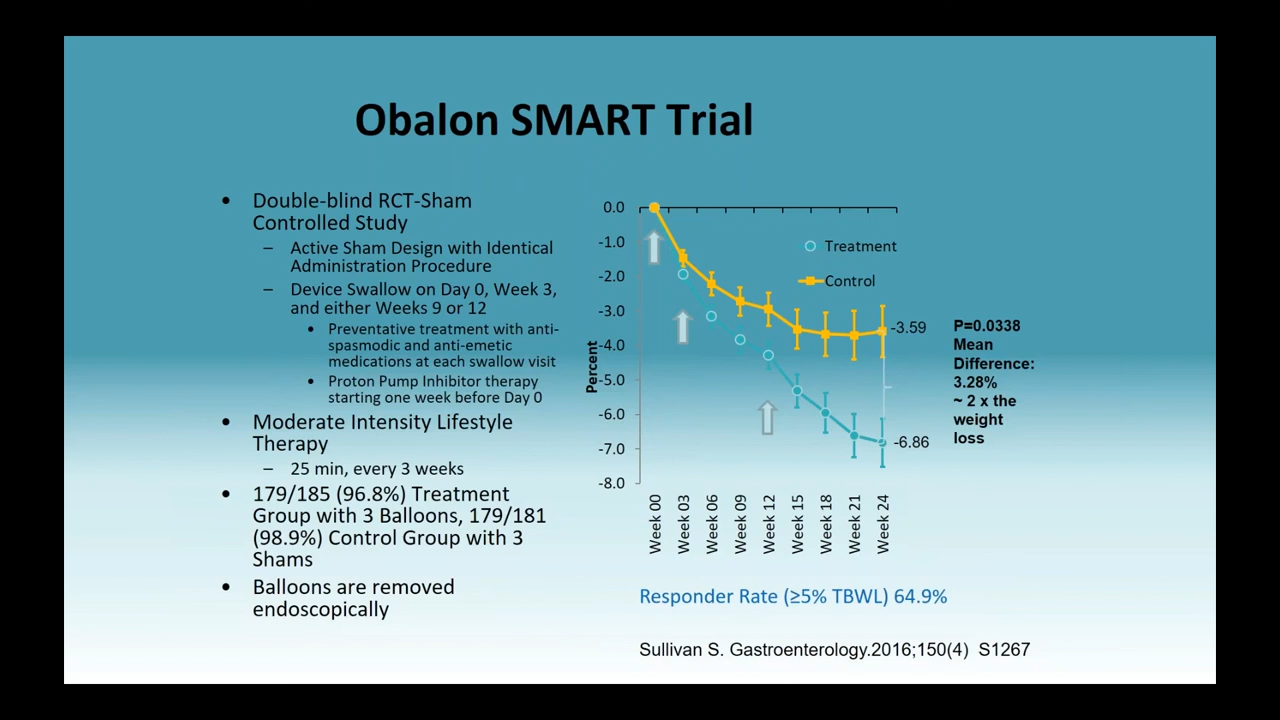 Obalon SMART Trial
• Double-blind RCT-Sham
Controlled Study
– Active Sham Design with Identical
Administration Procedure
– Device Swallow on Day 0, Week 3,
and either Weeks 9 or 12
• Preventative treatment with anti-
spasmodic and anti-emetic
medications at each swallow visit
• Proton Pump Inhibitor therapy
starting one week before Day 0
• Moderate Intensity Lifestyle
Therapy
– 25 min, every 3 weeks
• 179/185 (96.8%) Treatment
Group with 3 Balloons, 179/181
(98.9%) Control Group with 3
Shams
• Balloons are removed
endoscopically
Percent
0.0
-1.0
-2.0
-3.0
-4.0
-5.0
-6.0
-7.0
-8.0
Treatment
Control
-3.59
-6.86
Week 00
Week 03
Week 06
Week 09
Week 12
Week 15
Week 18
Week 21
Week 24
P=0.0338
Mean
Difference:
3.28%
~ 2 x the
weight
loss
Responder Rate (≥5% TBWL) 64.9%
Sullivan S. Gastroenterology.2016;150(4) S1267